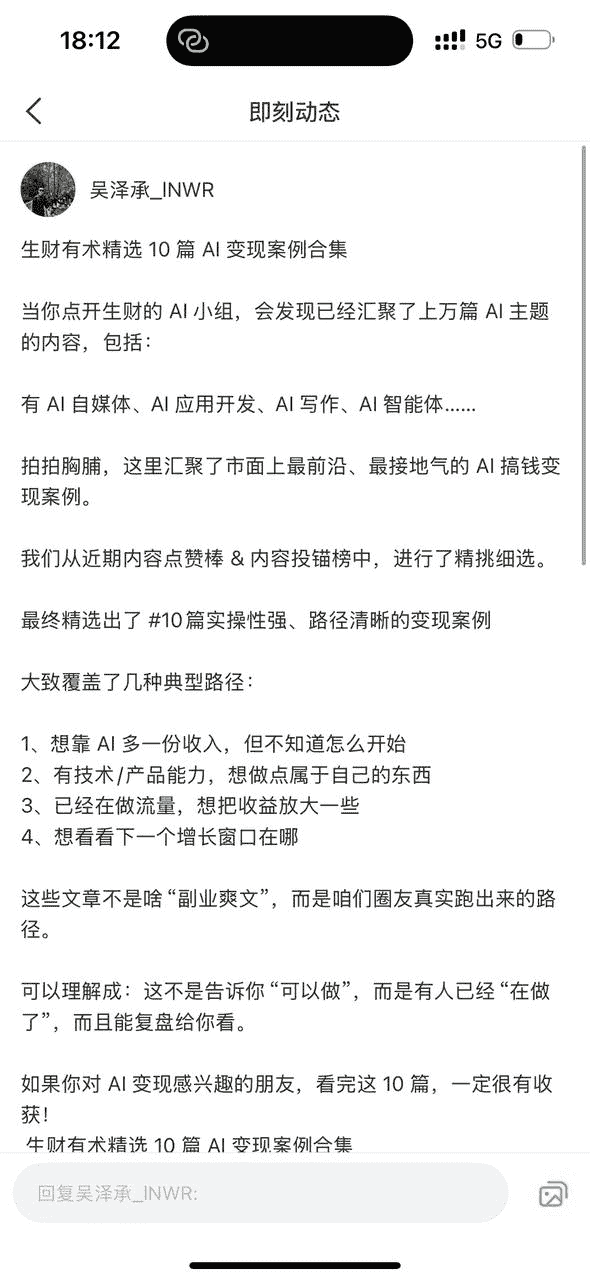 18:12
5G
即刻动态
吴泽承_INWR
生财有术精选 10 篇 AI 变现案例合集
当你点开生财的 AI 小组，会发现已经汇聚了上万篇 AI 主题
的内容，包括：
有 AI 自媒体、AI 应用开发、AI 写作、AI 智能体......
拍拍胸脯，这里汇聚了市面上最前沿、最接地气的 AI 搞钱变
现案例。
我们从近期内容点赞棒 & 内容投锚榜中，进行了精挑细选。
最终精选出了 #10篇实操性强、路径清晰的变现案例
大致覆盖了几种典型路径：
1、想靠 AI 多一份收入，但不知道怎么开始
2、有技术/产品能力，想做点属于自己的东西
3、已经在做流量，想把收益放大一些
4、想看看下一个增长窗口在哪
这些文章不是啥“副业爽文”，而是咱们圈友真实跑出来的路
径。
可以理解成：这不是告诉你“可以做”，而是有人已经“在做
了”，而且能复盘给你看。
如果你对 AI 变现感兴趣的朋友，看完这 10 篇，一定很有收
获！
生财有术精选 10 篇 AI 变现案例合集
回复吴泽承_INWR: